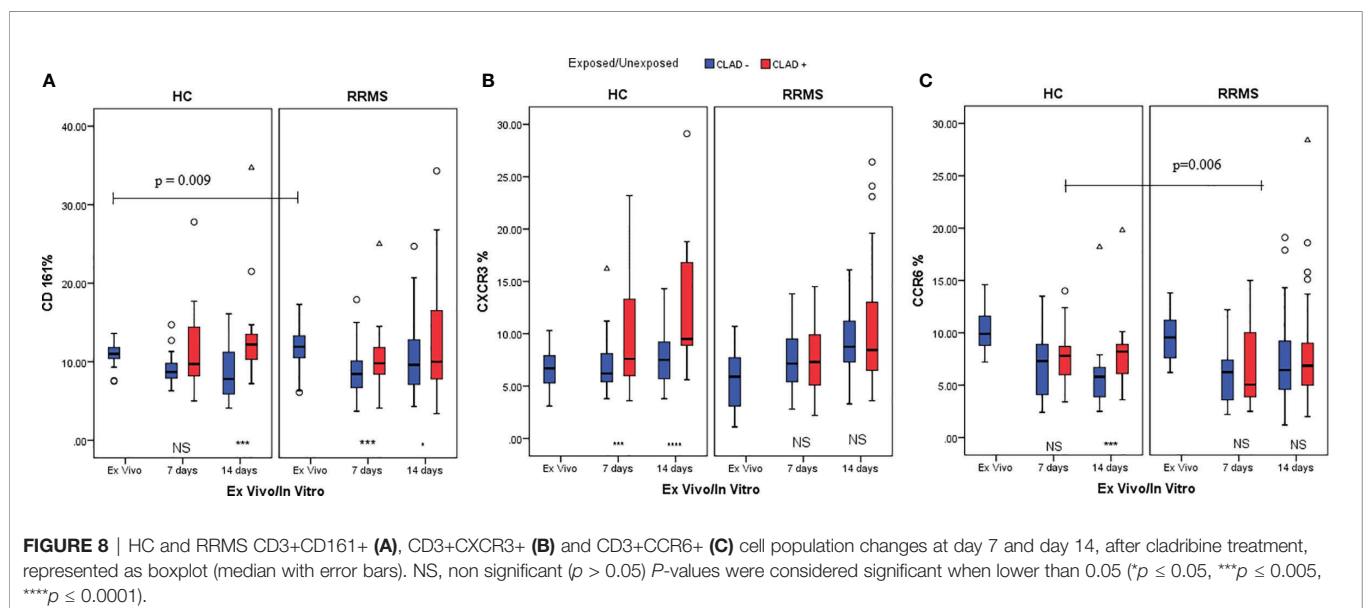 Exposed/Unexposed CLAD - CLAD +
A
HC RRMS
40.00
30.00
20.00
10.00
.00
CD 161%
p = 0.009
NS *** *** *
Ex Vivo 7 days 14 days Ex Vivo 7 days 14 days
Ex Vivo/In Vitro
B
HC RRMS
30.00
25.00
20.00
15.00
10.00
5.00
.00
CXCR3 %
*** **** NS NS
Ex Vivo 7 days 14 days Ex Vivo 7 days 14 days
Ex Vivo/In Vitro
C
HC RRMS
30.00
25.00
20.00
15.00
10.00
5.00
.00
CCR6 %
p=0.006
NS *** NS NS
Ex Vivo 7 days 14 days Ex Vivo 7 days 14 days
Ex Vivo/In Vitro
FIGURE 8 | HC and RRMS CD3+CD161+ (A), CD3+CXCR3+ (B) and CD3+CCR6+ (C) cell population changes at day 7 and day 14, after cladribine treatment,
represented as boxplot (median with error bars). NS, non significant (p > 0.05) P-values were considered significant when lower than 0.05 (*p ≤ 0.05, ***p ≤ 0.005,
****p ≤ 0.0001).